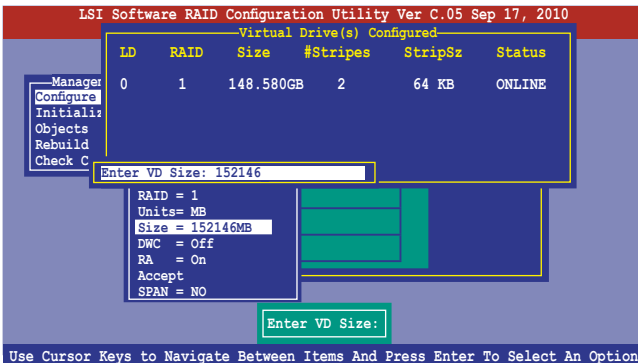 LSI Software RAID Configuration Utility Ver C.05 Sep 17, 2010
Virtual Drive(s) Configured
LD RAID Size #Stripes StripSz Status
0 1 148.580GB 2 64 KB ONLINE
Configure
Objects
Rebuild
Check C
Enter VD Size: 152146
RAID = 1
Units= MB
Size = 152146MB
DWC = Off
RA = On
Accept
SPAN = NO
Enter VD Size:
Use Cursor Keys to Navigate Between Items And Press Enter To Select An Option